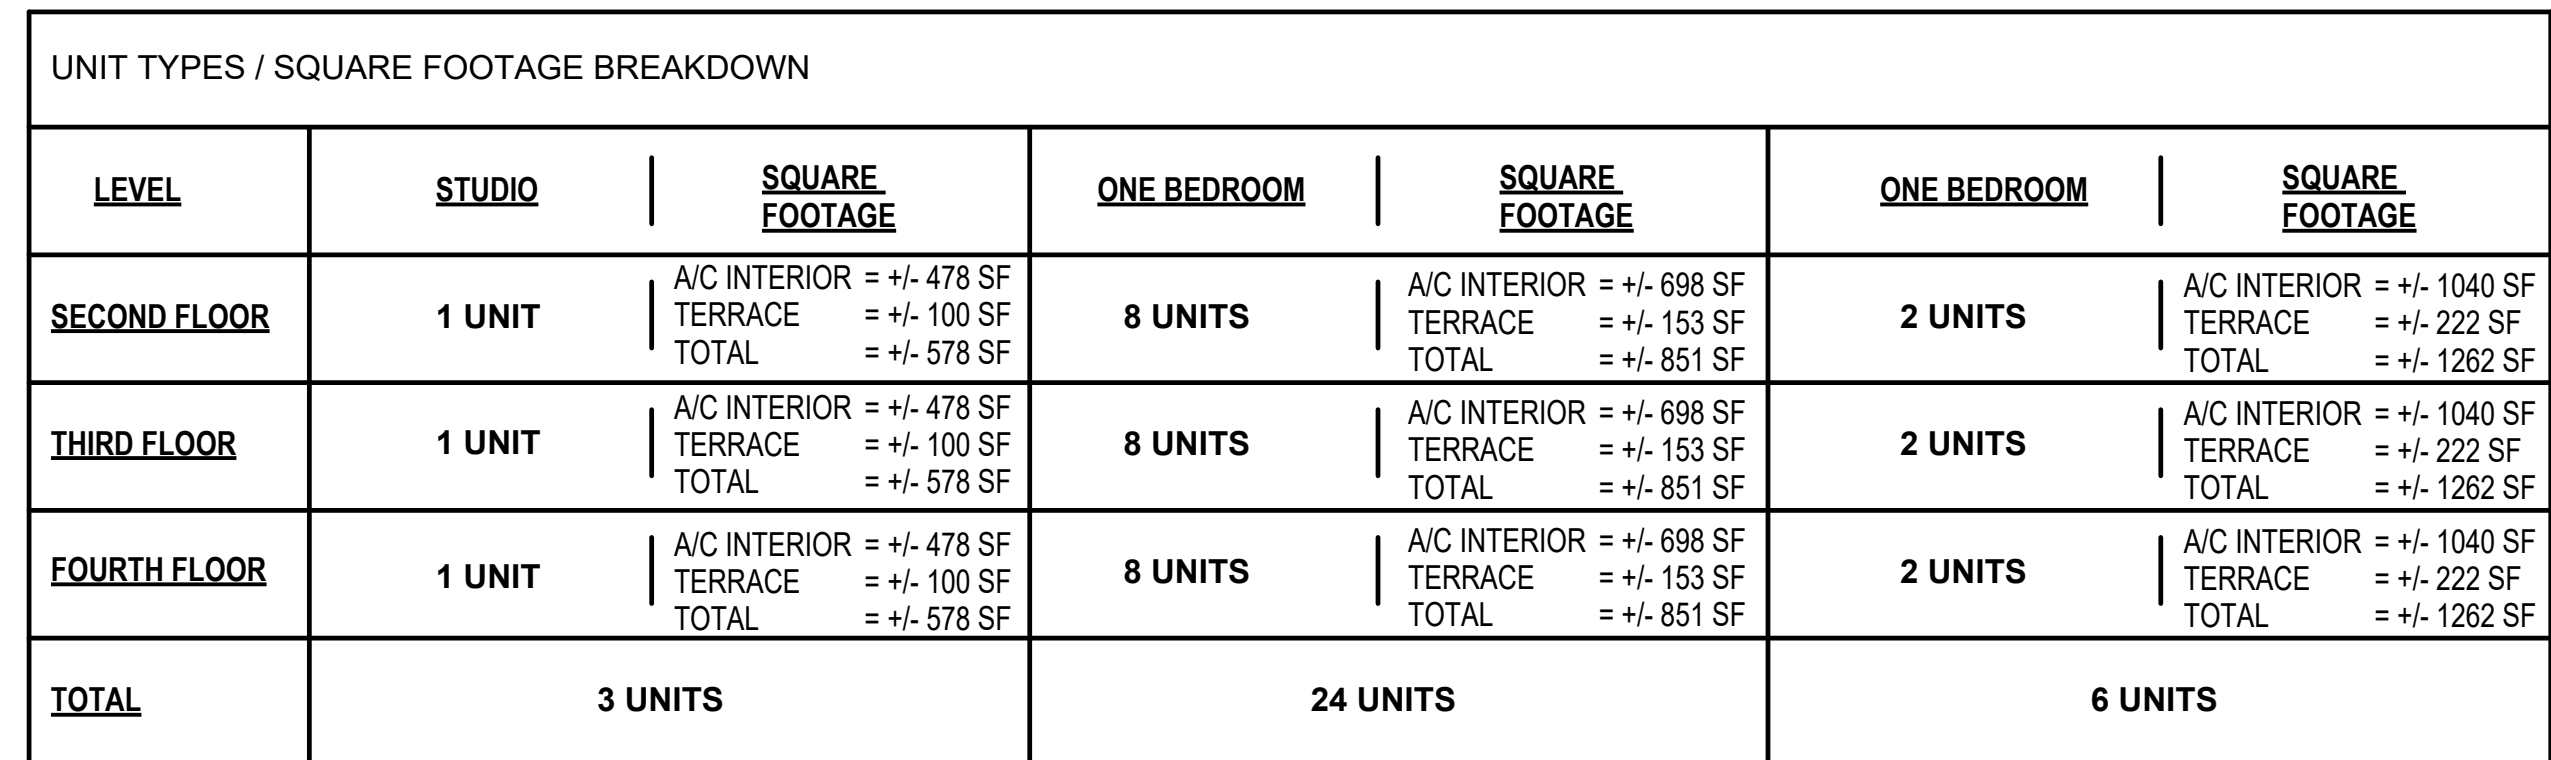 UNIT TYPES / SQUARE FOOTAGE BREAKDOWN
LEVEL
STUDIO
SQUARE
FOOTAGE
ONE BEDROOM
SQUARE
FOOTAGE
ONE BEDROOM
SQUARE
FOOTAGE
SECOND FLOOR
1 UNIT
A/C INTERIOR = +/- 478 SF
TERRACE = +/- 100 SF
TOTAL = +/- 578 SF
8 UNITS
A/C INTERIOR = +/- 698 SF
TERRACE = +/- 153 SF
TOTAL = +/- 851 SF
2 UNITS
A/C INTERIOR = +/- 1040 SF
TERRACE = +/- 222 SF
TOTAL = +/- 1262 SF
THIRD FLOOR
1 UNIT
A/C INTERIOR = +/- 478 SF
TERRACE = +/- 100 SF
TOTAL = +/- 578 SF
8 UNITS
A/C INTERIOR = +/- 698 SF
TERRACE = +/- 153 SF
TOTAL = +/- 851 SF
2 UNITS
A/C INTERIOR = +/- 1040 SF
TERRACE = +/- 222 SF
TOTAL = +/- 1262 SF
FOURTH FLOOR
1 UNIT
A/C INTERIOR = +/- 478 SF
TERRACE = +/- 100 SF
TOTAL = +/- 578 SF
8 UNITS
A/C INTERIOR = +/- 698 SF
TERRACE = +/- 153 SF
TOTAL = +/- 851 SF
2 UNITS
A/C INTERIOR = +/- 1040 SF
TERRACE = +/- 222 SF
TOTAL = +/- 1262 SF
TOTAL
3 UNITS
24 UNITS
6 UNITS